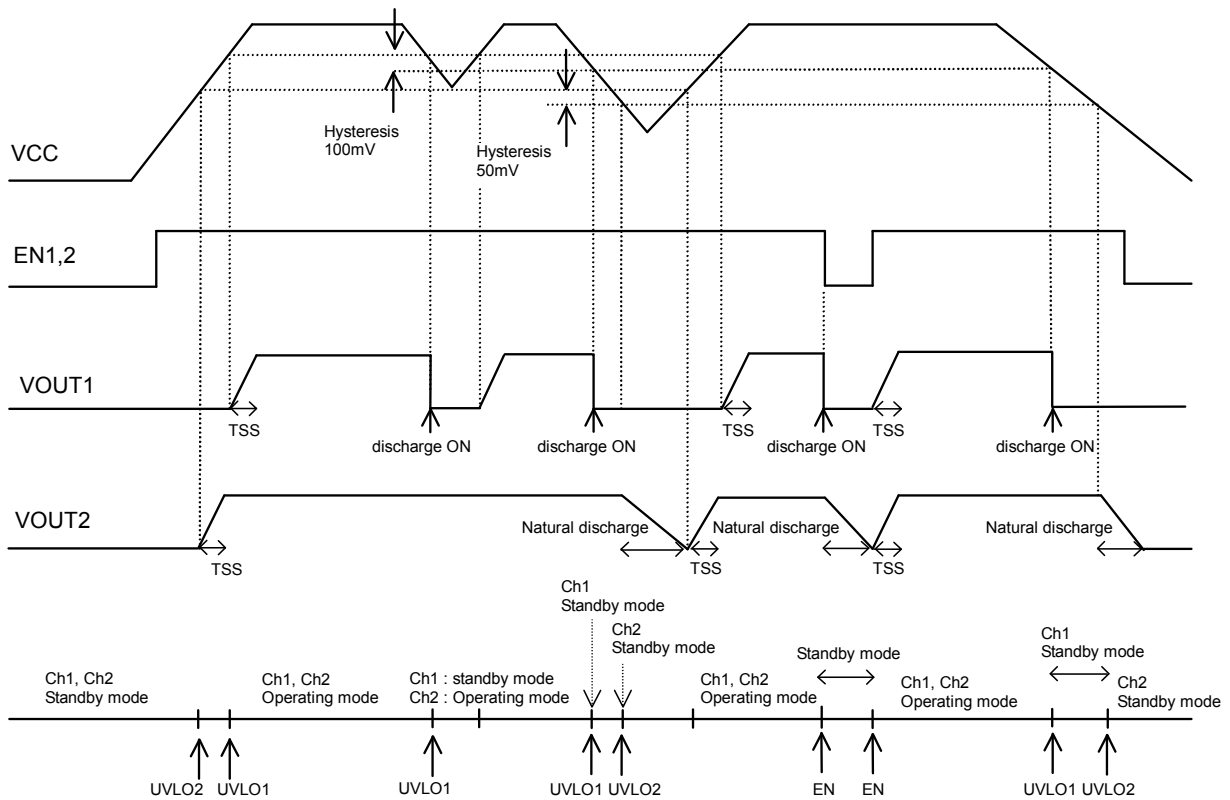 Hysteresis
100mV
Hysteresis
50mV
VCC
EN1,2
VOUT1
TSS
discharge ON
discharge ON
TSS
discharge ON
TSS
discharge ON
VOUT2
TSS
Natural discharge
TSS
Natural discharge
TSS
Natural discharge
Ch1
Standby mode
Ch2
Standby mode
Ch1, Ch2
Standby mode
Ch1, Ch2
Operating mode
Ch1 : standby mode
Ch2 : Operating mode
Ch1, Ch2
Operating mode
Standby mode
Ch1, Ch2
Operating mode
Ch1
Standby mode
Ch2
Standby mode
UVLO2 UVLO1 UVLO1 UVLO1 UVLO2 EN EN UVLO1 UVLO2